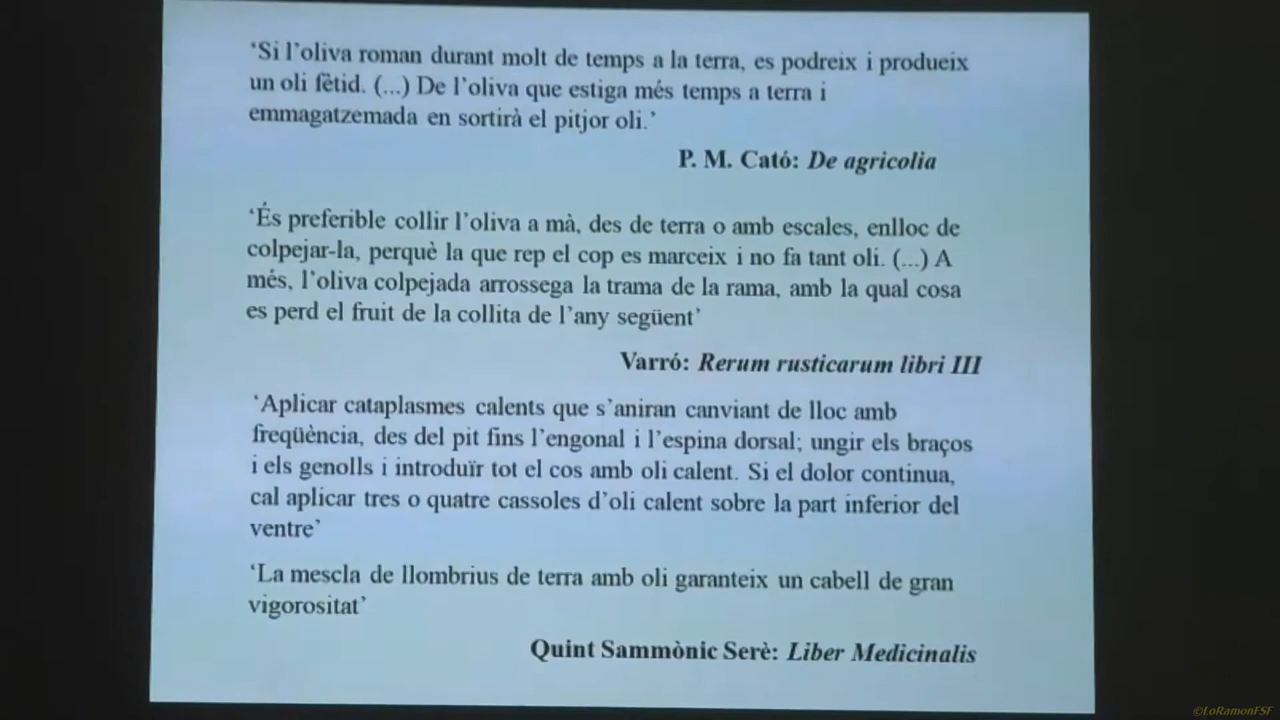 ‘Si l’oliva roman durant molt de temps a la terra, es podreix i produeix
un oli fètid. (...) De l’oliva que estiga més temps a terra i
emmagatzemada en sortirà el pitjor oli.’
P. M. Cató: De agricolia
‘És preferible collir l’oliva a mà, des de terra o amb escales, enlloc de
colpejar-la, perquè la que rep el cop es marceix i no fa tant oli. (...) A
més, l’oliva colpejada arrossega la trama de la rama, amb la qual cosa
es perd el fruit de la collita de l’any següent’
Varró: Rerum rusticarum libri III
‘Aplicar cataplasmes calents que s’aniran canviant de lloc amb
freqüència, des del pit fins l’engonal i l’espina dorsal; ungir els braços
i els genolls i introduïr tot el cos amb oli calent. Si el dolor continua,
cal aplicar tres o quatre cassoles d’oli calent sobre la part inferior del
ventre’
‘La mescla de llombrius de terra amb oli garanteix un cabell de gran
vigorositat’
Quint Sammònic Serè: Liber Medicinalis
©LoRamonFSF